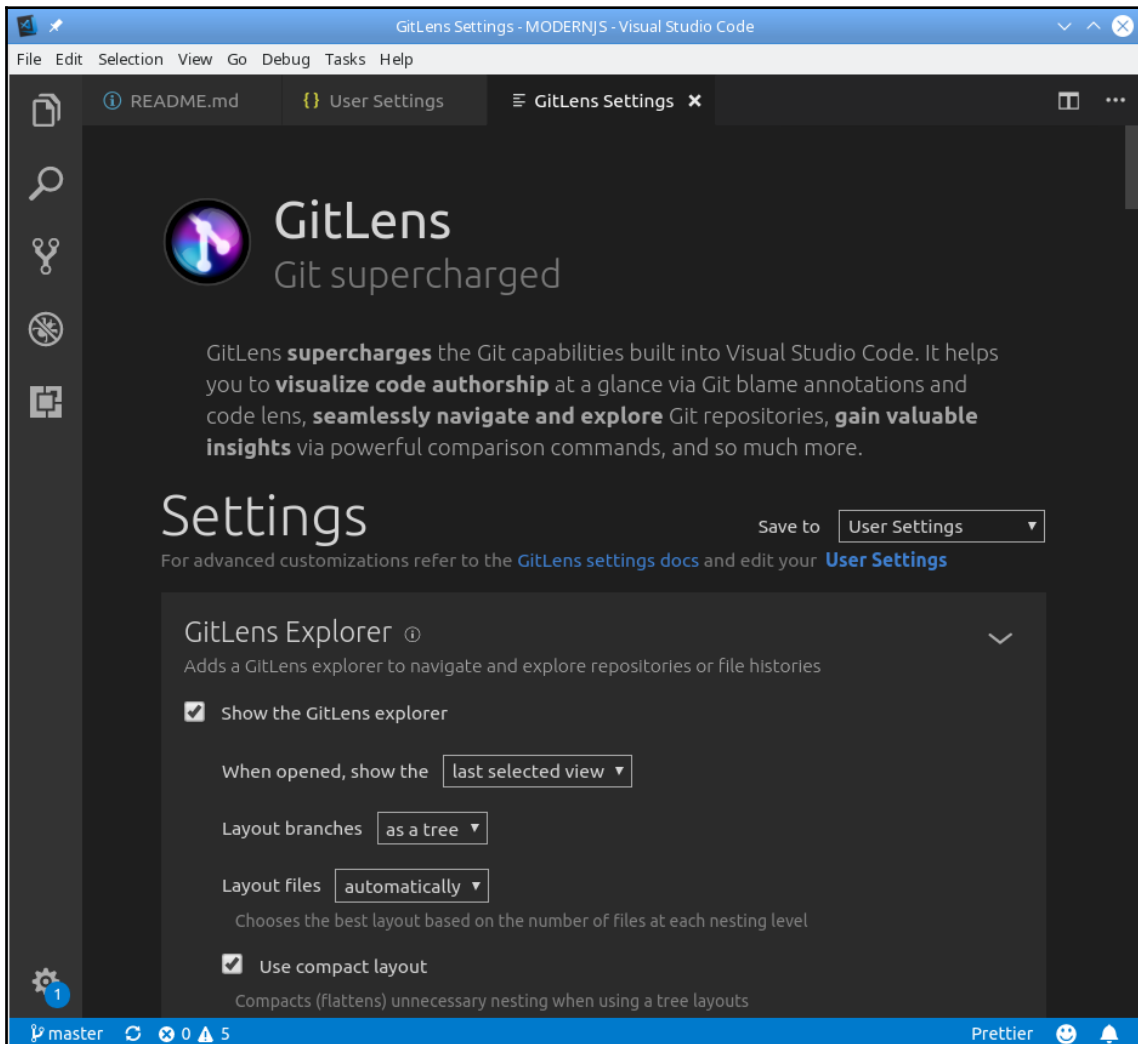 GitLens Settings - MODERNJS - Visual Studio Code
File Edit Selection View Go Debug Tasks Help
README.md {} User Settings GitLens Settings
GitLens
Git supercharged
GitLens supercharges the Git capabilities built into Visual Studio Code. It helps
you to visualize code authorship at a glance via Git blame annotations and
code lens, seamlessly navigate and explore Git repositories, gain valuable
insights via powerful comparison commands, and so much more.
Settings
Save to User Settings
For advanced customizations refer to the GitLens settings docs and edit your User Settings
GitLens Explorer
Adds a GitLens explorer to navigate and explore repositories or file histories
Show the GitLens explorer
When opened, show the last selected view
Layout branches as a tree
Layout files automatically
Chooses the best layout based on the number of files at each nesting level
Use compact layout
Compacts (flattens) unnecessary nesting when using a tree layouts
1
master 0 5 Prettier